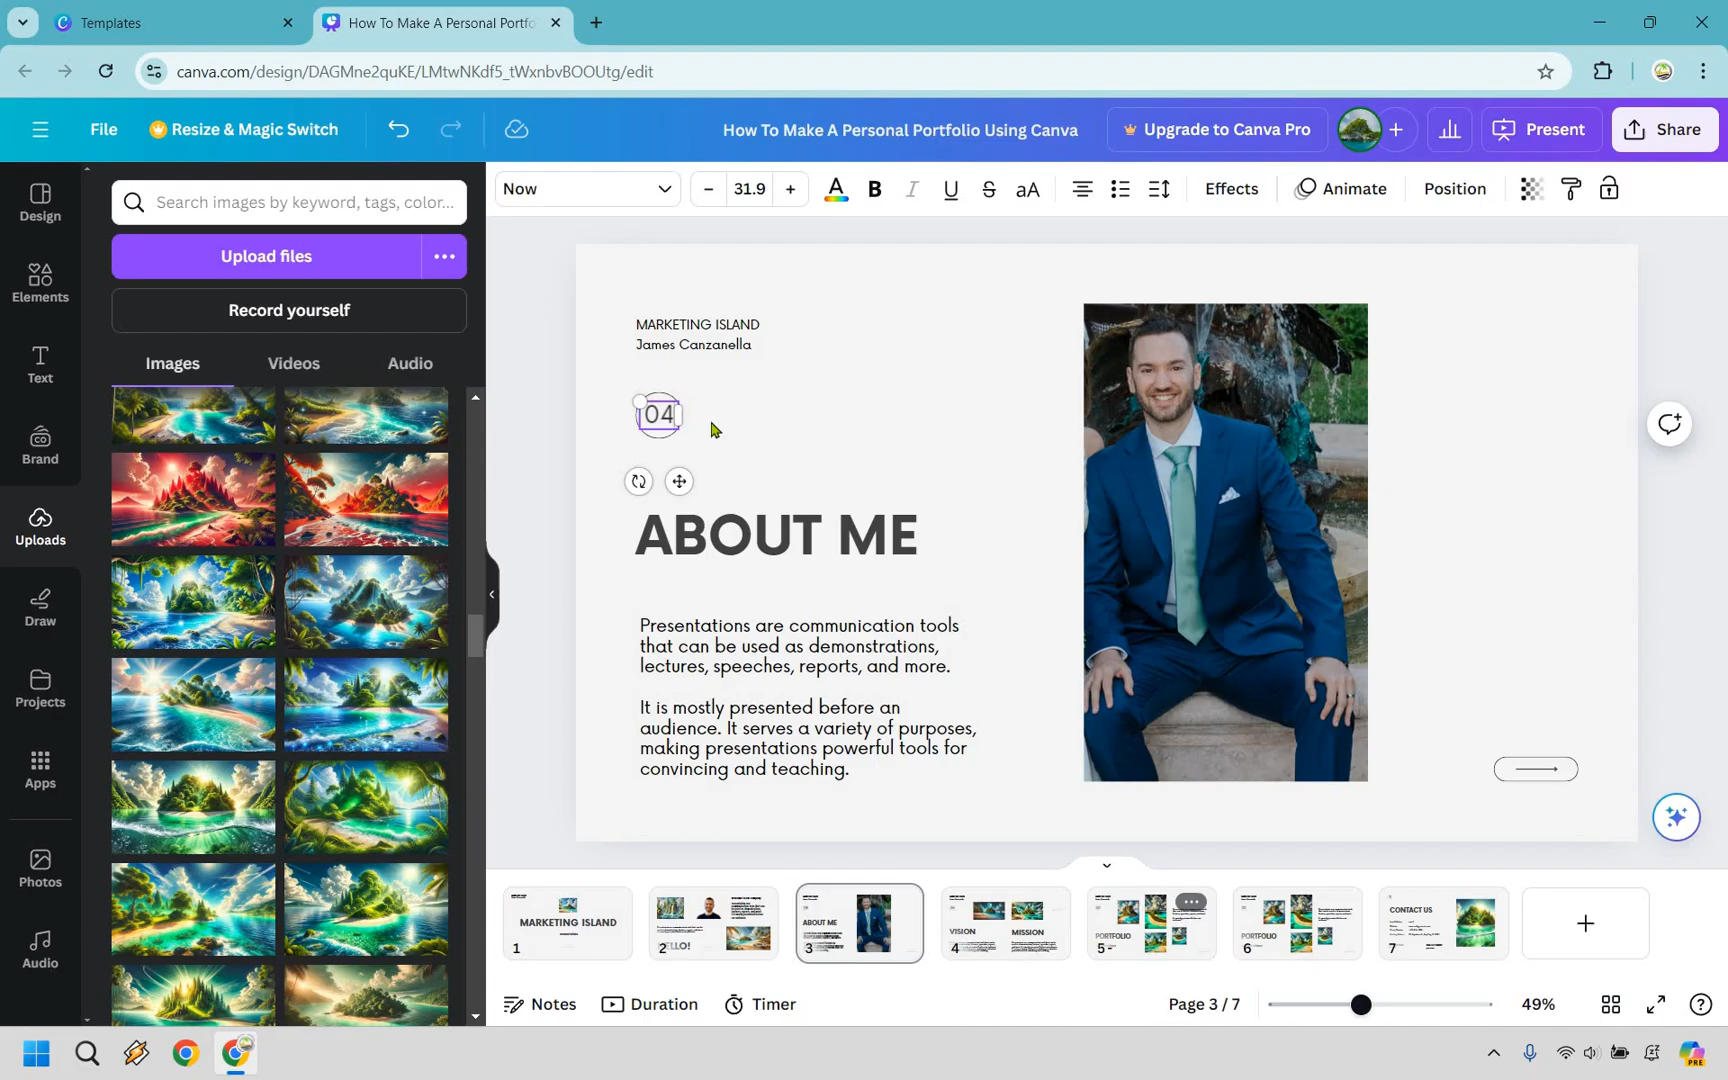 Templates
How To Make A Personal Portfo
canva.com/design/DAGMne2quKE/LMtwNKdf5_tWxnbvBOOUtg/edit
File
Resize & Magic Switch
How To Make A Personal Portfolio Using Canva
Upgrade to Canva Pro
Present
Share
Design
Elements
Text
Brand
Uploads
Draw
Projects
Apps
Photos
Audio
Search images by keyword, tags, color...
Upload files
Record yourself
Images
Videos
Audio
Now
31.9
A B I U S aA
Effects
Animate
Position
MARKETING ISLAND
James Canzanella
04
ABOUT ME
Presentations are communication tools
that can be used as demonstrations,
lectures, speeches, reports, and more.
It is mostly presented before an
audience. It serves a variety of purposes,
making presentations powerful tools for
convincing and teaching.
MARKETING ISLAND
1
2
ABOUT ME
3
VISION
MISSION
4
PORTFOLIO
5
PORTFOLIO
6
CONTACT US
7
Notes
Duration
Timer
Page 3 / 7
49%
PRE